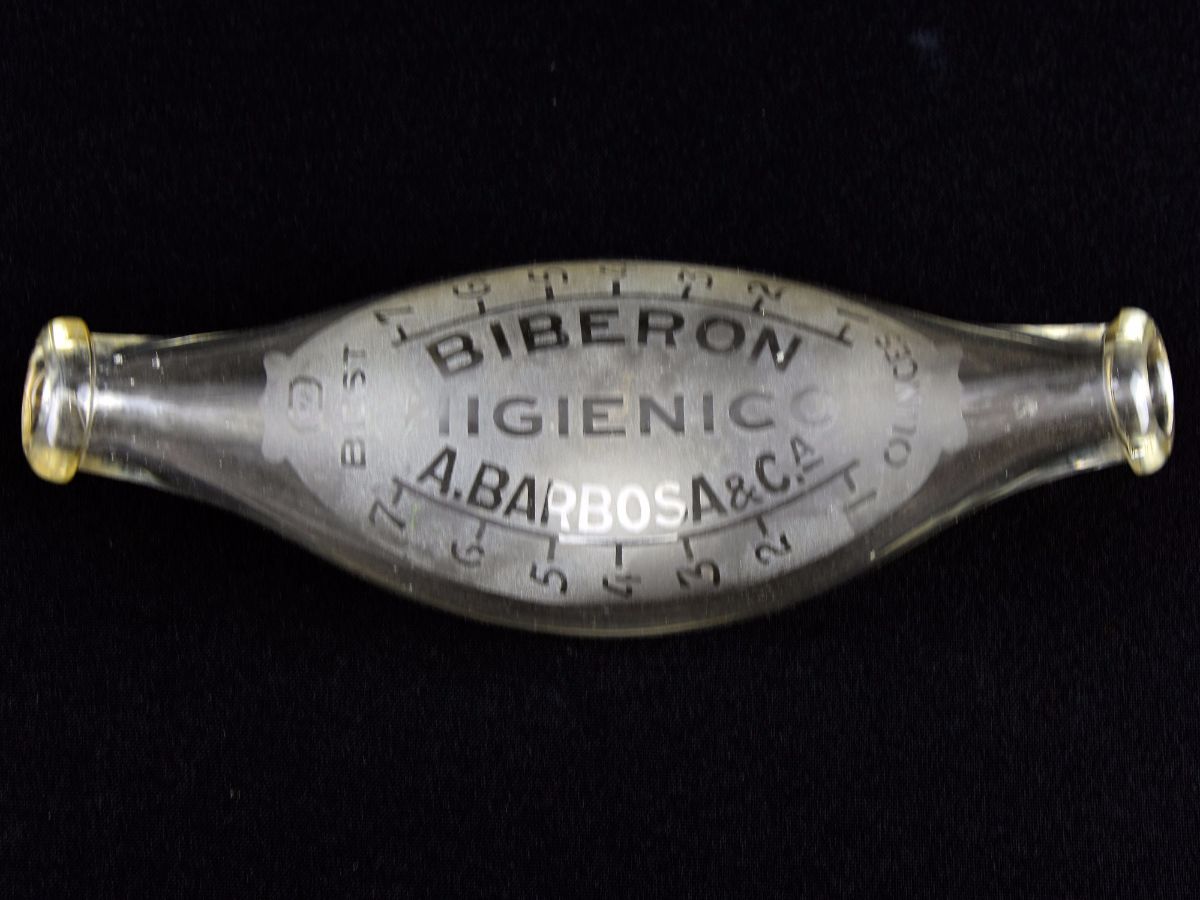 7 6 5 4 3 2 1
BIBERON
HIGIENICO
A. BARBOSA & C.A
7 6 5 4 3 2 1
BEST
OUNCES